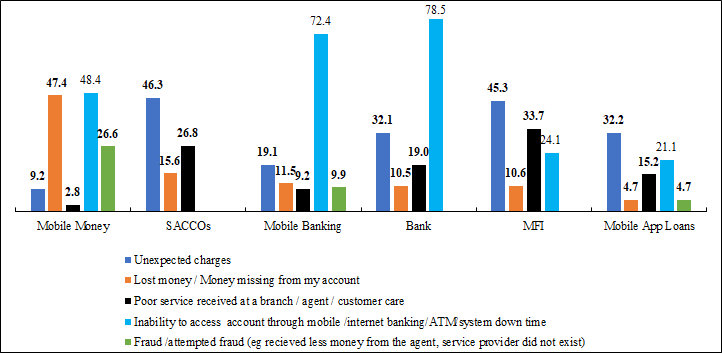 78.5
72.4
47.4 48.4 46.3 45.3
32.1 33.7 32.2
26.6 26.8 24.1
19.1 19.0 21.1
15.6 15.2
9.2 11.5 9.2 9.9 10.5 10.6
2.8 4.7 4.7
Mobile Money SACCOs Mobile Banking Bank MFI Mobile App Loans
Unexpected charges
Lost money / Money missing from my account
Poor service received at a branch / agent / customer care
Inability to access account through mobile /internet banking/ATM/system down time
Fraud /attempted fraud (eg recieved less money from the agent, service provider did not exist)